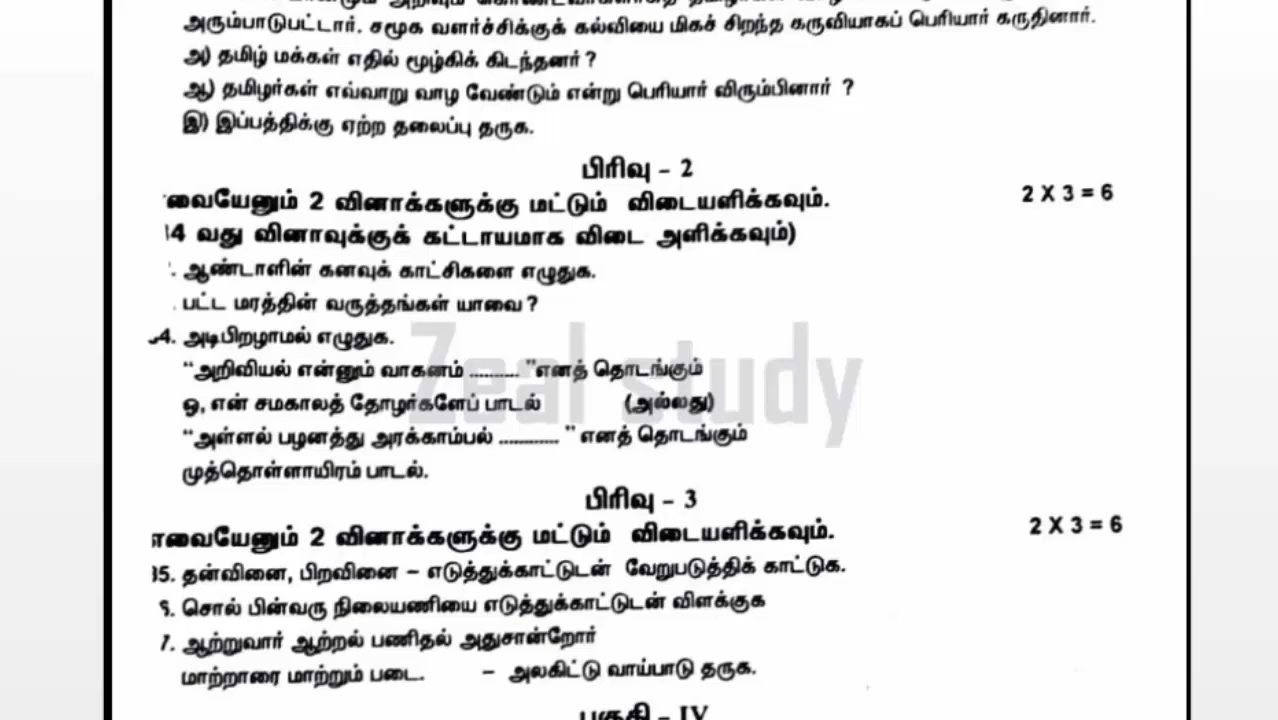 அரும்பாடுபட்டார். சமூக வளர்ச்சிக்குக் கல்வியை மிகச் சிறந்த கருவியாகப் பெரியார் கருதினார்.
அ) தமிழ் மக்கள் எதில் மூழ்கிக் கிடந்தனர் ?
ஆ) தமிழர்கள் எவ்வாறு வாழ வேண்டும் என்று பெரியார் விரும்பினார் ?
இ) இப்பத்திக்கு ஏற்ற தலைப்பு தருக.
பிரிவு - 2
வையேனும் 2 வினாக்களுக்கு மட்டும் விடையளிக்கவும். 2 X 3 = 6
4 வது வினாவுக்குக் கட்டாயமாக விடை அளிக்கவும்)
. ஆண்டாளின் கனவுக் காட்சிகளை எழுதுக.
. பட்ட மரத்தின் வருத்தங்கள் யாவை ?
4. அடிபிறழாமல் எழுதுக.
“அறிவியல் என்னும் வாகனம் .......... ”எனத் தொடங்கும்
ஓ, என் சமகாலத் தோழர்களேப் பாடல் (அல்லது)
“அள்ளல் பழனத்து அரக்காம்பல் ............ ” எனத் தொடங்கும்
முத்தொள்ளாயிரம் பாடல்.
Zeal study
பிரிவு - 3
வையேனும் 2 வினாக்களுக்கு மட்டும் விடையளிக்கவும். 2 X 3 = 6
35. தன்வினை, பிறவினை – எடுத்துக்காட்டுடன் வேறுபடுத்திக் காட்டுக.
6. சொல் பின்வரு நிலையணியை எடுத்துக்காட்டுடன் விளக்குக
7. ஆற்றுவார் ஆற்றல் பணிதல் அதுசான்றோர்
மாற்றாரை மாற்றும் படை. – அலகிட்டு வாய்பாடு தருக.
பகுதி - IV